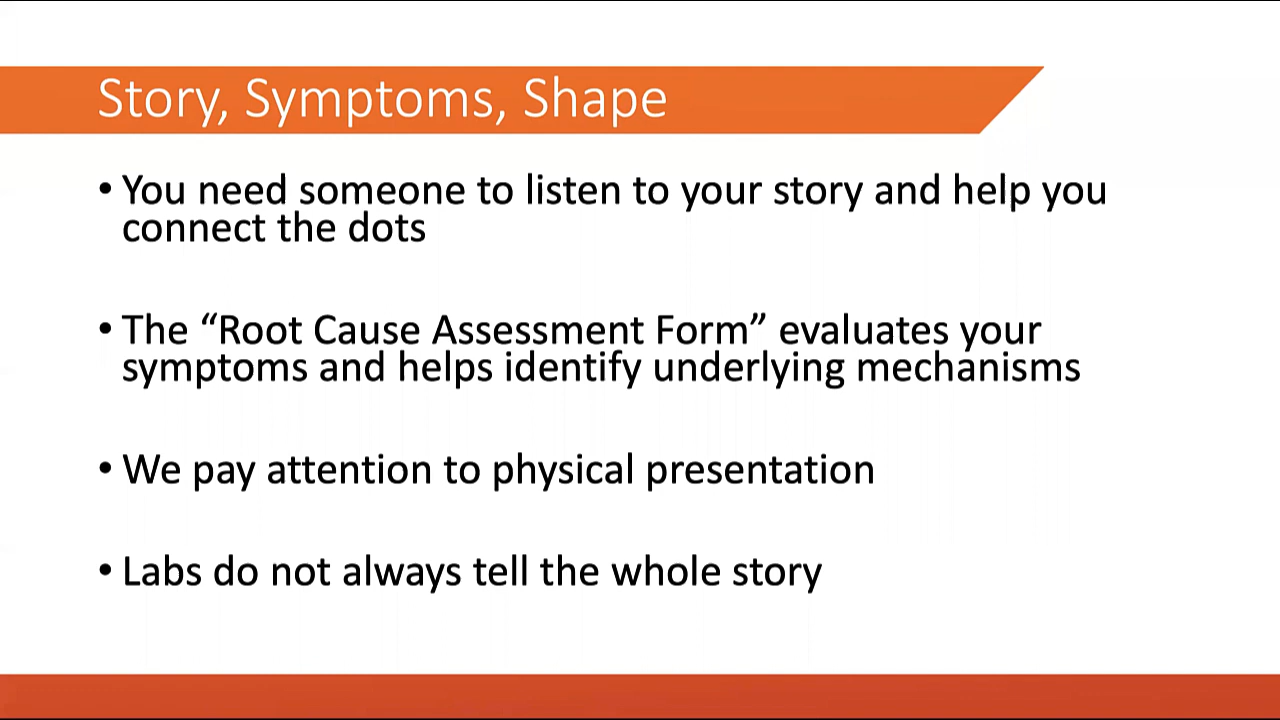 Story, Symptoms, Shape
• You need someone to listen to your story and help you
connect the dots
• The “Root Cause Assessment Form” evaluates your
symptoms and helps identify underlying mechanisms
• We pay attention to physical presentation
• Labs do not always tell the whole story